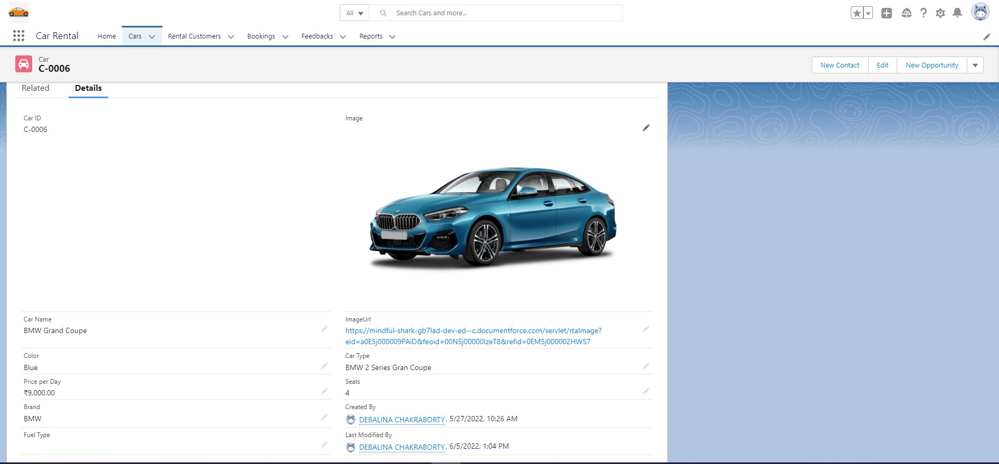 All
Search Cars and more...
Car Rental
Home
Cars
Rental Customers
Bookings
Feedbacks
Reports
Car
C-0006
New Contact
Edit
New Opportunity
Related
Details
Car ID
C-0006
Image
Car Name
BMW Grand Coupe
ImageUrl
https://mindful-shark-gb7lad-dev-ed--c.documentforce.com/servlet/rtaImage?
eid=a0E5j000009PAiD&feoid=00N5j00000IzeT8&refid=0EM5j000002HWS7
Color
Blue
Car Type
BMW 2 Series Gran Coupe
Price per Day
₹9,000.00
Seats
4
Brand
BMW
Created By
DEBALINA CHAKRABORTY, 5/27/2022, 10:26 AM
Fuel Type
Last Modified By
DEBALINA CHAKRABORTY, 6/5/2022, 1:04 PM